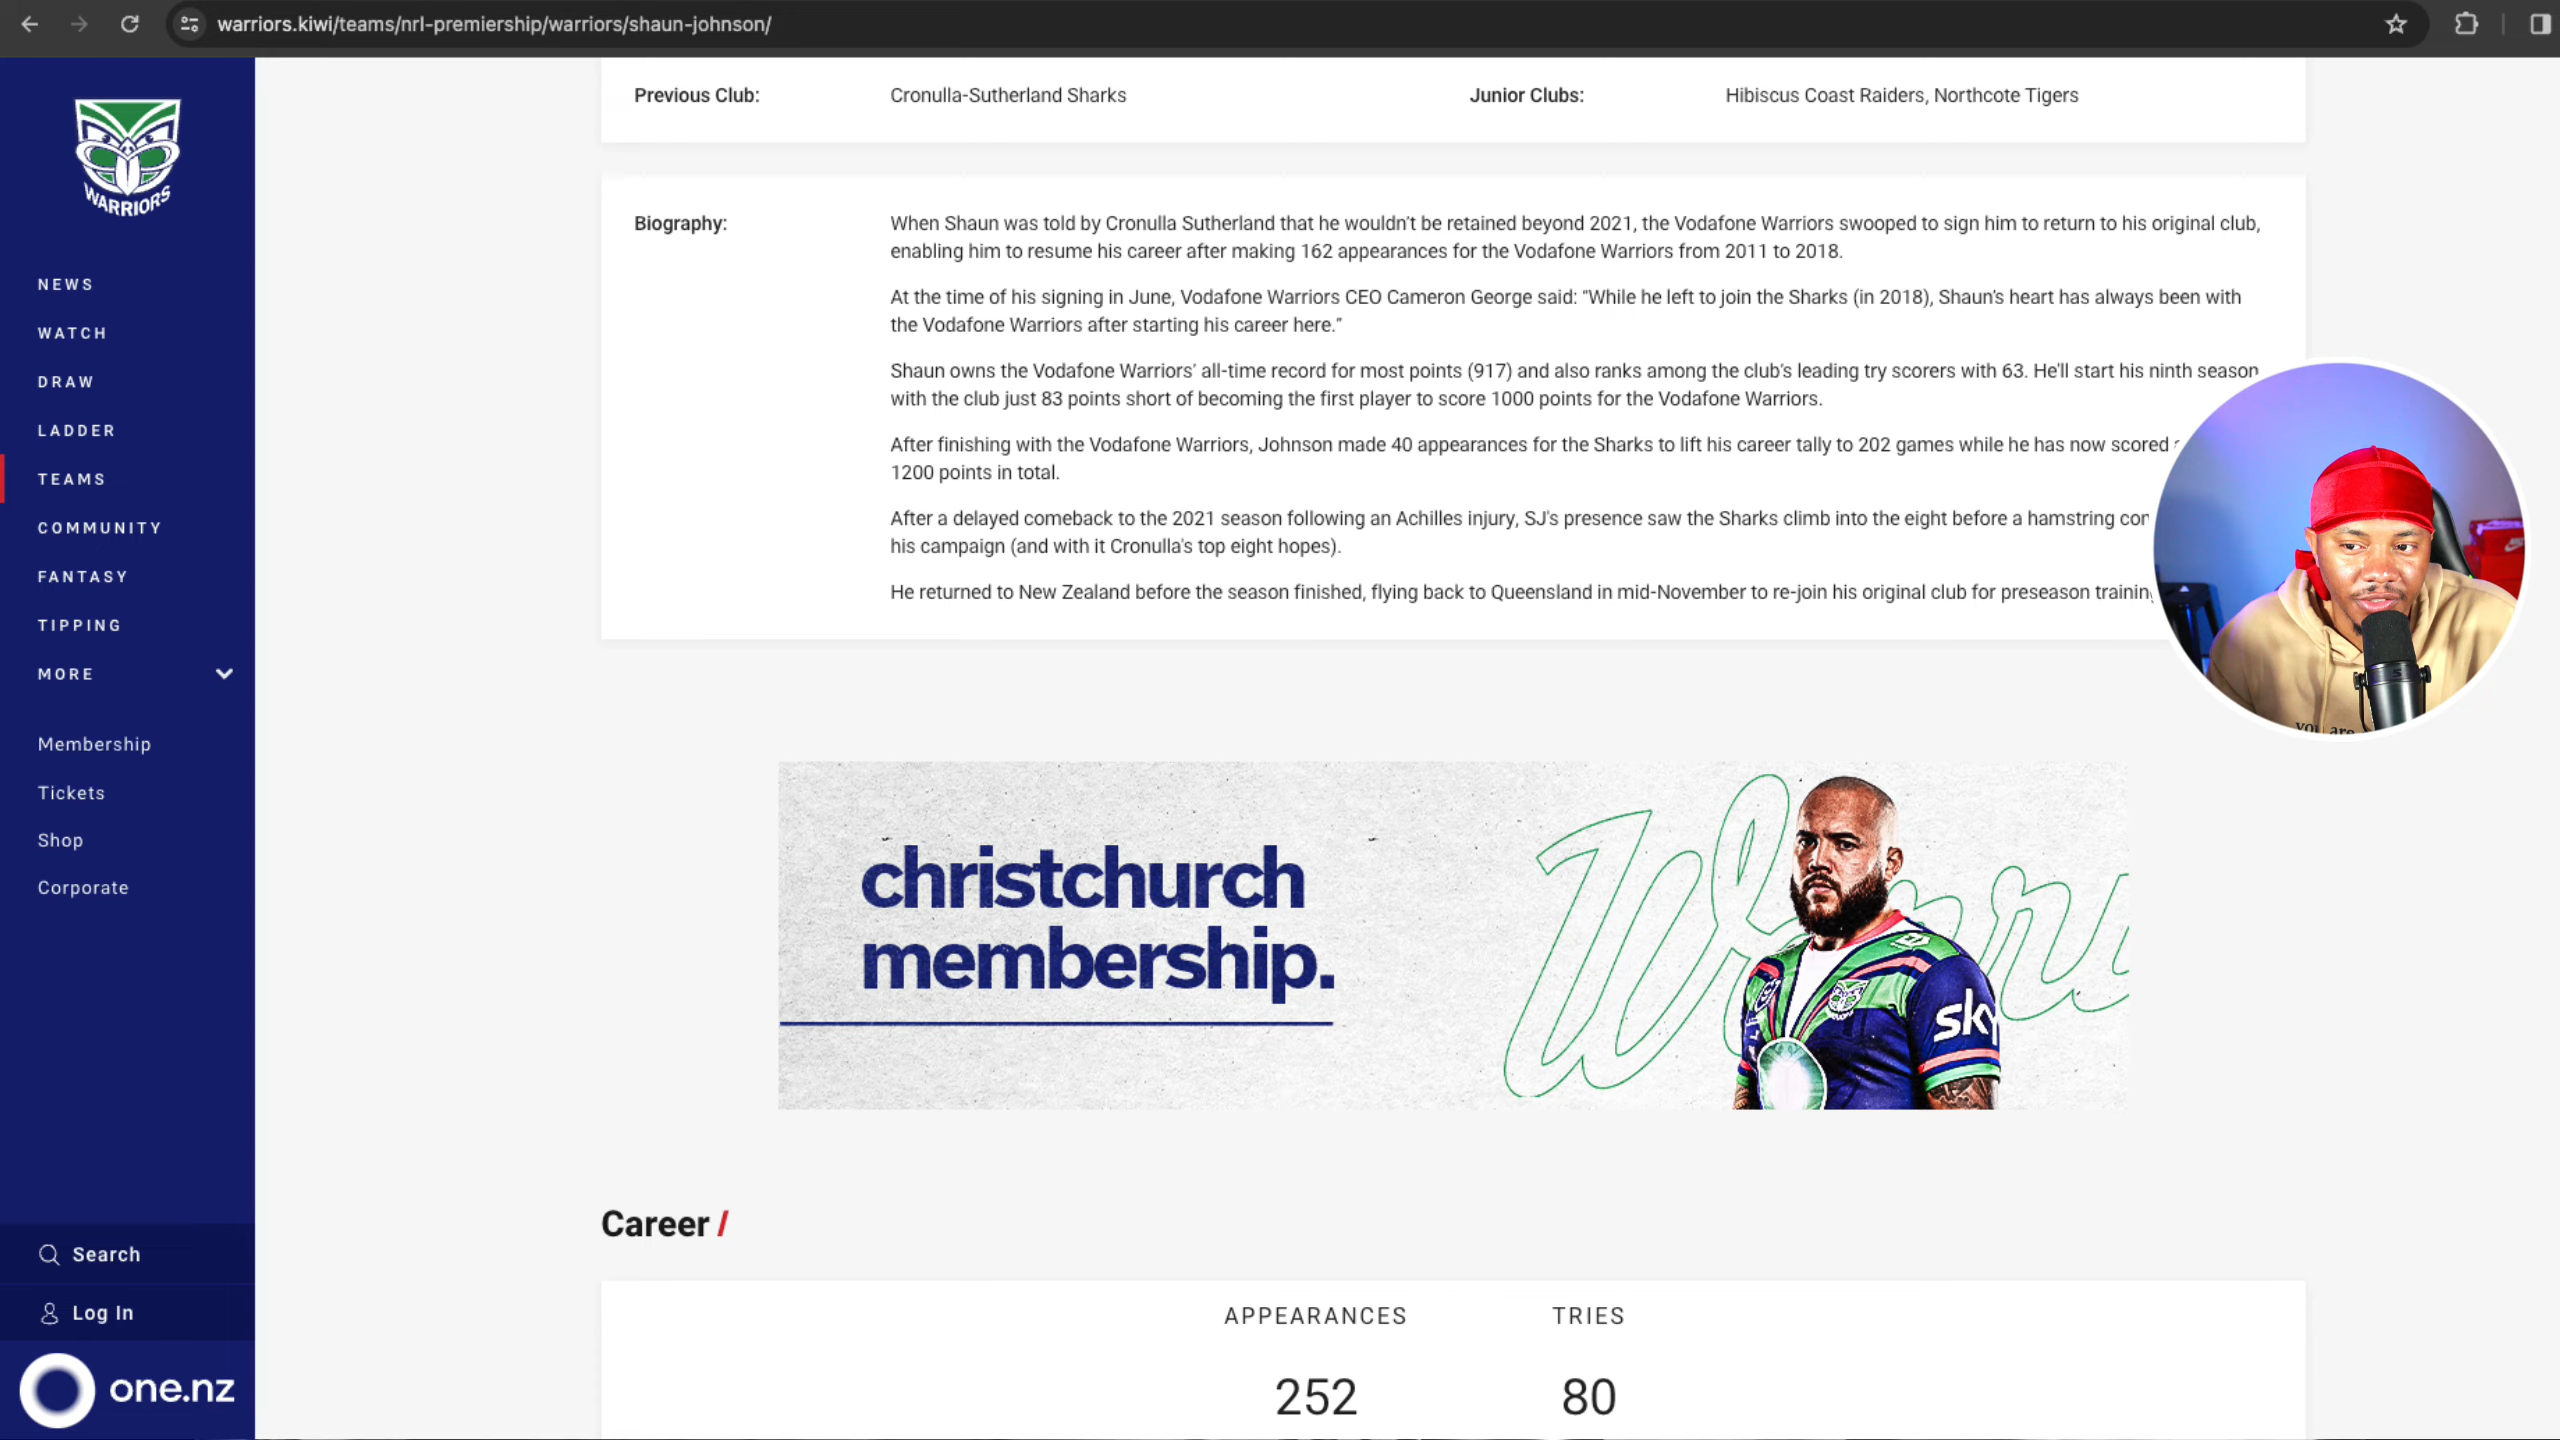 warriors.kiwi/teams/nrl-premiership/warriors/shaun-johnson/
WARRIORS
NEWS
WATCH
DRAW
LADDER
TEAMS
COMMUNITY
FANTASY
TIPPING
MORE
Membership
Tickets
Shop
Corporate
Search
Log In
one.nz
Previous Club: Cronulla-Sutherland Sharks Junior Clubs: Hibiscus Coast Raiders, Northcote Tigers
Biography: When Shaun was told by Cronulla Sutherland that he wouldn't be retained beyond 2021, the Vodafone Warriors swooped to sign him to return to his original club,
enabling him to resume his career after making 162 appearances for the Vodafone Warriors from 2011 to 2018.
At the time of his signing in June, Vodafone Warriors CEO Cameron George said: “While he left to join the Sharks (in 2018), Shaun's heart has always been with
the Vodafone Warriors after starting his career here.”
Shaun owns the Vodafone Warriors' all-time record for most points (917) and also ranks among the club's leading try scorers with 63. He'll start his ninth season
with the club just 83 points short of becoming the first player to score 1000 points for the Vodafone Warriors.
After finishing with the Vodafone Warriors, Johnson made 40 appearances for the Sharks to lift his career tally to 202 games while he has now scored
1200 points in total.
After a delayed comeback to the 2021 season following an Achilles injury, SJ's presence saw the Sharks climb into the eight before a hamstring
his campaign (and with it Cronulla's top eight hopes).
He returned to New Zealand before the season finished, flying back to Queensland in mid-November to re-join his original club for preseason
you are
christchurch
membership.
sky
Career /
APPEARANCES TRIES
252 80